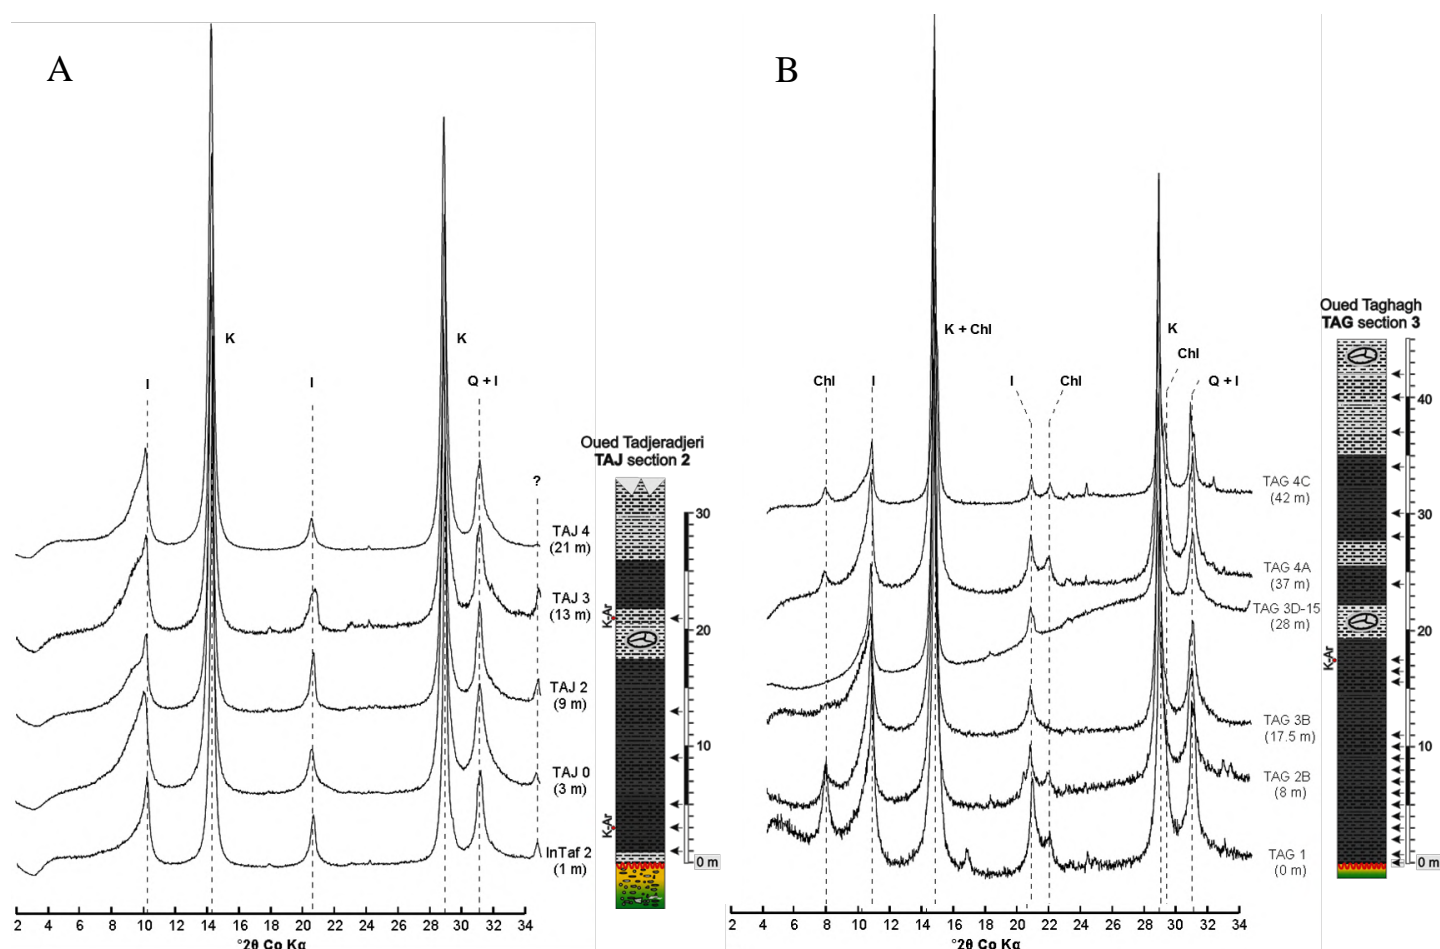 A
K
K
I
I
Q + I
?
TAJ 4
(21 m)
TAJ 3
(13 m)
TAJ 2
(9 m)
TAJ 0
(3 m)
InTaf 2
(1 m)
2 4 6 8 10 12 14 16 18 20 22 24 26 28 30 32 34
°2θ Co Kα
Oued Tadjeradjeri
TAJ section 2
30
20
10
0 m
K-Ar
K-Ar
B
K + Chl
K
Chl
Chl
I
I
Chl
Q + I
TAG 4C
(42 m)
TAG 4A
(37 m)
TAG 3D-15
(28 m)
TAG 3B
(17.5 m)
TAG 2B
(8 m)
TAG 1
(0 m)
2 4 6 8 10 12 14 16 18 20 22 24 26 28 30 32 34
°2θ Co Kα
Oued Taghagh
TAG section 3
40
30
20
10
0 m
K-Ar